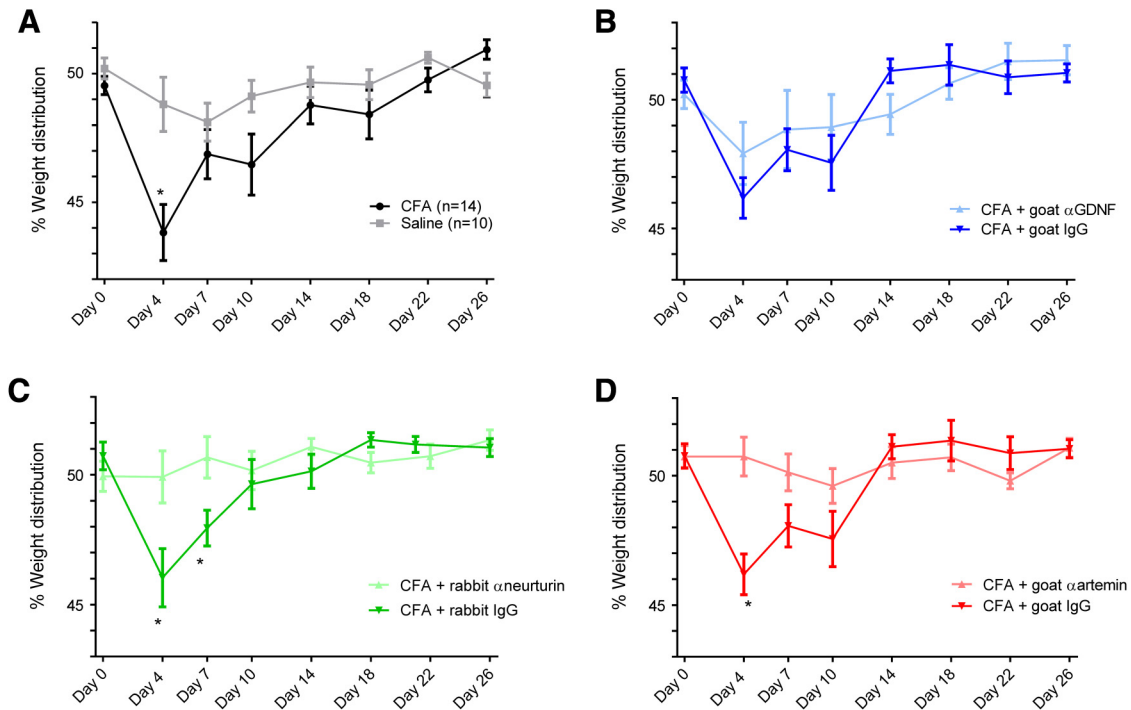 A
% Weight distribution
50
45
CFA (n=14)
Saline (n=10)
*
Day 0
Day 4
Day 7
Day 10
Day 14
Day 18
Day 22
Day 26
B
% Weight distribution
50
45
CFA + goat αGDNF
CFA + goat IgG
Day 0
Day 4
Day 7
Day 10
Day 14
Day 18
Day 22
Day 26
C
% Weight distribution
50
45
*
*
CFA + rabbit αneurturin
CFA + rabbit IgG
Day 0
Day 4
Day 7
Day 10
Day 14
Day 18
Day 22
Day 26
D
% Weight distribution
50
45
*
CFA + goat αartemin
CFA + goat IgG
Day 0
Day 4
Day 7
Day 10
Day 14
Day 18
Day 22
Day 26